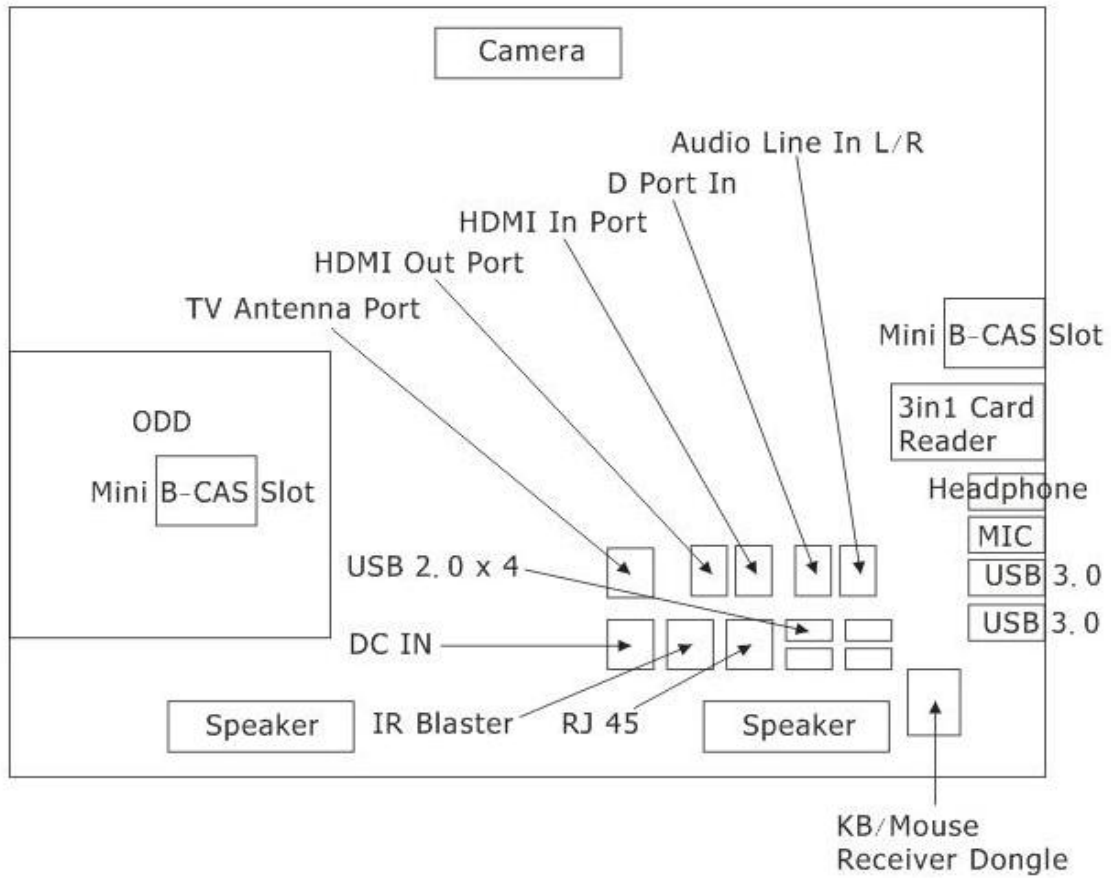 Camera
Audio Line In L/R
D Port In
HDMI In Port
HDMI Out Port
TV Antenna Port
Mini B-CAS Slot
3in1 Card
Reader
ODD
Mini B-CAS Slot
Headphone
MIC
USB 2.0 x 4
USB 3.0
USB 3.0
DC IN
Speaker
IR Blaster
RJ 45
Speaker
KB/Mouse
Receiver Dongle